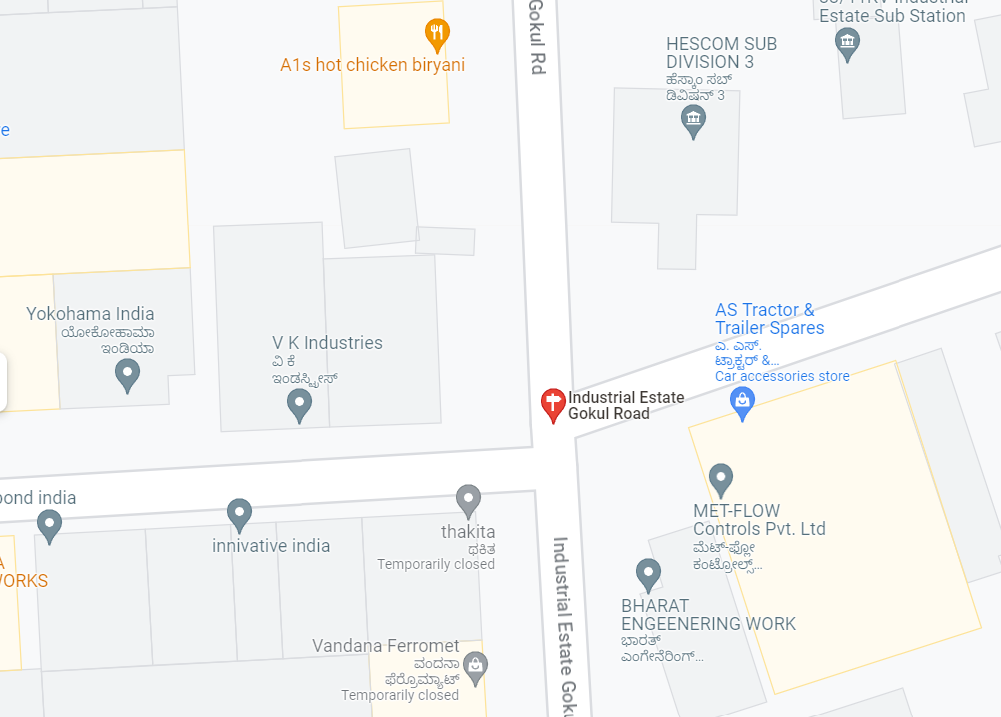 Gokul Rd
Estate Sub Station
HESCOM SUB
DIVISION 3
ಹೆಸ್ಕಾಂ ಸಬ್
ಡಿವಿಷನ್ 3
A1s hot chicken biryani
re
Yokohama India
ಯೋಕೋಹಾಮಾ
ಇಂಡಿಯಾ
V K Industries
ವಿ ಕೆ
ಇಂಡಸ್ಟ್ರೀಸ್
AS Tractor &
Trailer Spares
ಎ. ಎಸ್.
ಟ್ರಾಕ್ಟರ್ &...
Car accessories store
Industrial Estate
Gokul Road
ond india
innivative india
thakita
ಥಕಿತ
Temporarily closed
MET-FLOW
Controls Pvt. Ltd
ಮೆಟ್-ಫ್ಲೋ
ಕಂಟ್ರೋಲ್ಸ್...
A
WORKS
BHARAT
ENGEENERING WORK
ಭಾರತ್
ಎಂಗೇನೆರಿಂಗ್...
Industrial Estate Goku
Vandana Ferromet
ವಂದನಾ
ಫೆರ್ರೊಮ್ಯಾಟ್
Temporarily closed